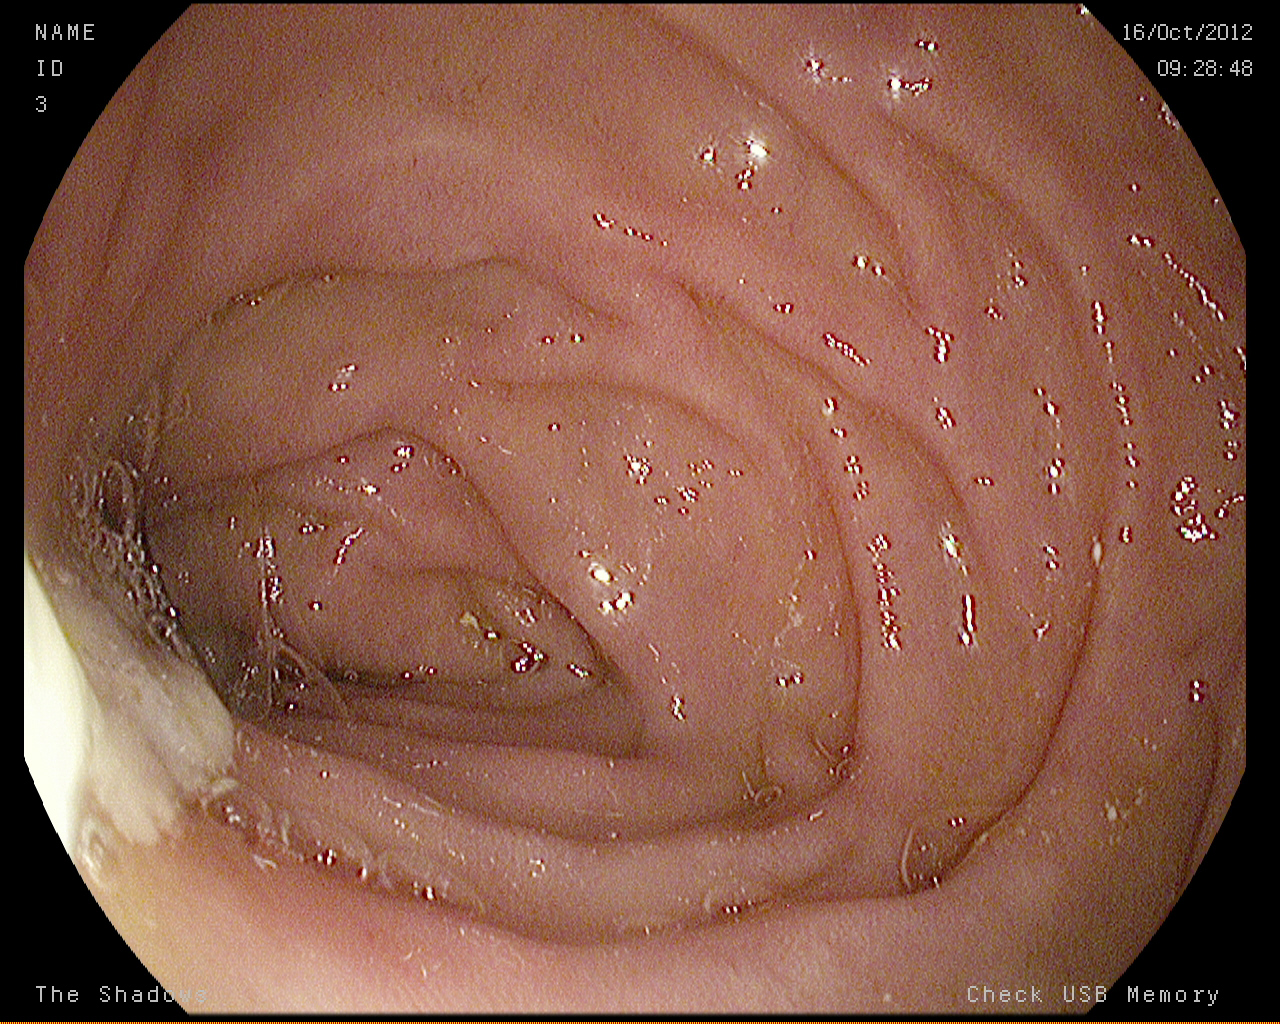 NAME
ID
3
16/Oct/2012
09:28:48
The Shadows
Check USB Memory